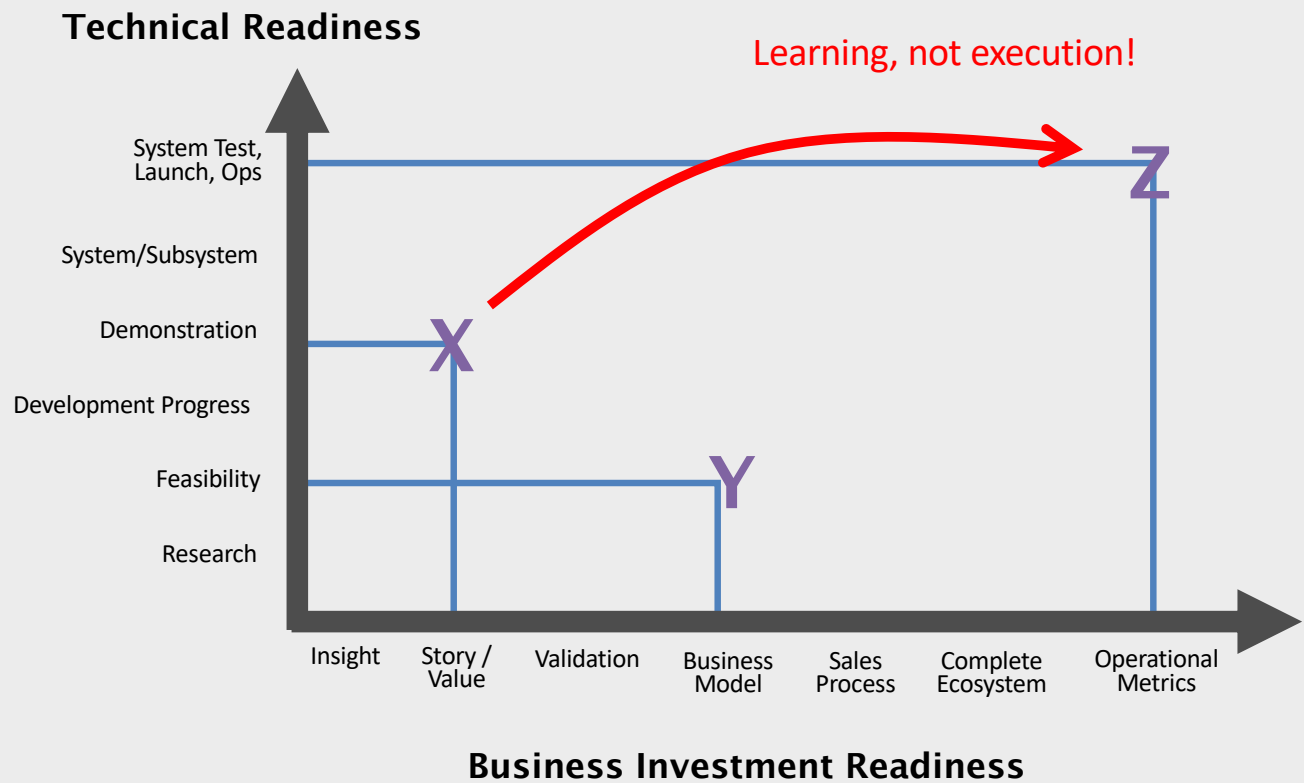 Technical Readiness
Learning, not execution!
System Test,
Launch, Ops
Z
System/Subsystem
Demonstration
X
Development Progress
Feasibility
Y
Research
Insight
Story /
Value
Validation
Business
Model
Sales
Process
Complete
Ecosystem
Operational
Metrics
Business Investment Readiness